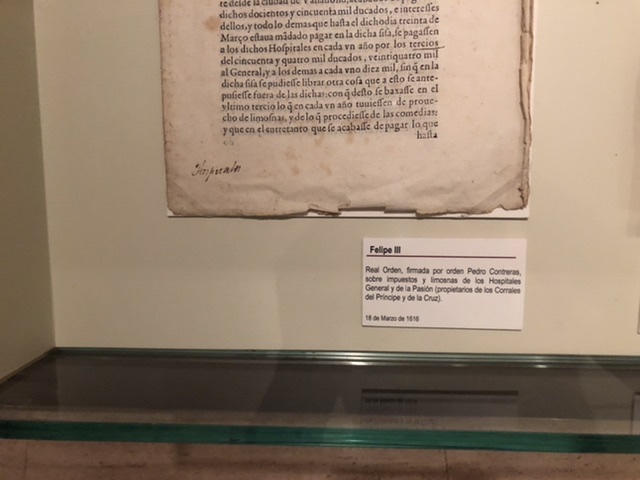 te desde la ciudad de
dichos docientos y cincuenta mil ducados, e interesses
dellos, y todo lo demas que hasta el dicho dia treinta de
Março estaua mãdado pagar en la dicha sisa, se pagassen
a los dichos Hospitales en cada vn año por los tercios
del cincuenta y quatro mil ducados, veintiquatro mil
al General, y a los demas a cada vno diez mil, sin q̃ en la
dicha sisa se pudiesse librar otra cosa que a esto se ante-
pusiesse fuera de las dichas: con q̃ desto se baxasse en el
vltimo tercio lo q̃ en cada vn año tuuiessen de proue-
cho de limosnas, y de lo q̃ procediesse de las comedias:
y que en el entretanto que se acabasse de pagar lo que
hasta
Hospitales
Felipe III
Real Orden, firmada por orden Pedro Contreras,
sobre impuestos y limosnas de los Hospitales
General y de la Pasión (propietarios de los Corrales
del Príncipe y de la Cruz).
18 de Marzo de 1616